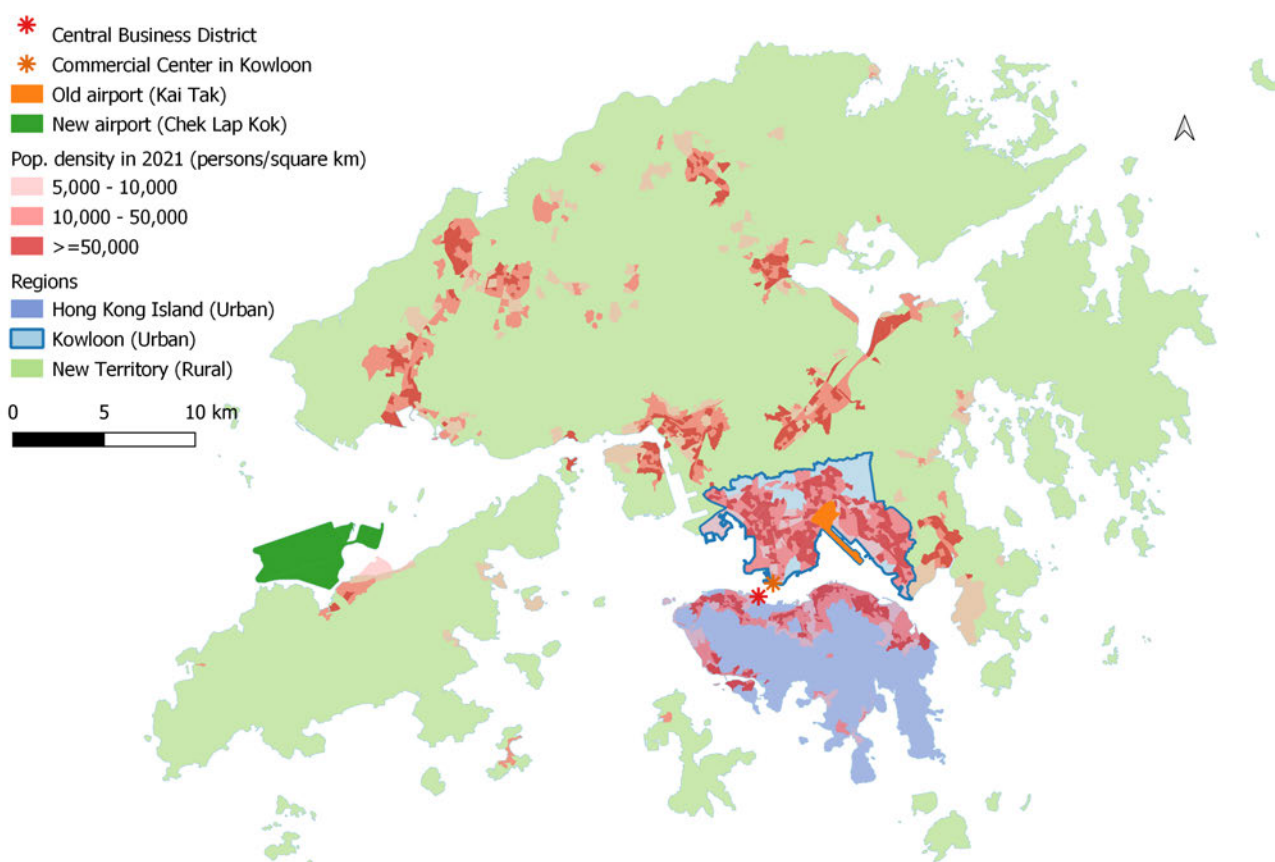 Central Business District
Commercial Center in Kowloon
Old airport (Kai Tak)
New airport (Chek Lap Kok)
Pop. density in 2021 (persons/square km)
5,000 - 10,000
10,000 - 50,000
>=50,000
Regions
Hong Kong Island (Urban)
Kowloon (Urban)
New Territory (Rural)
0 5 10 km